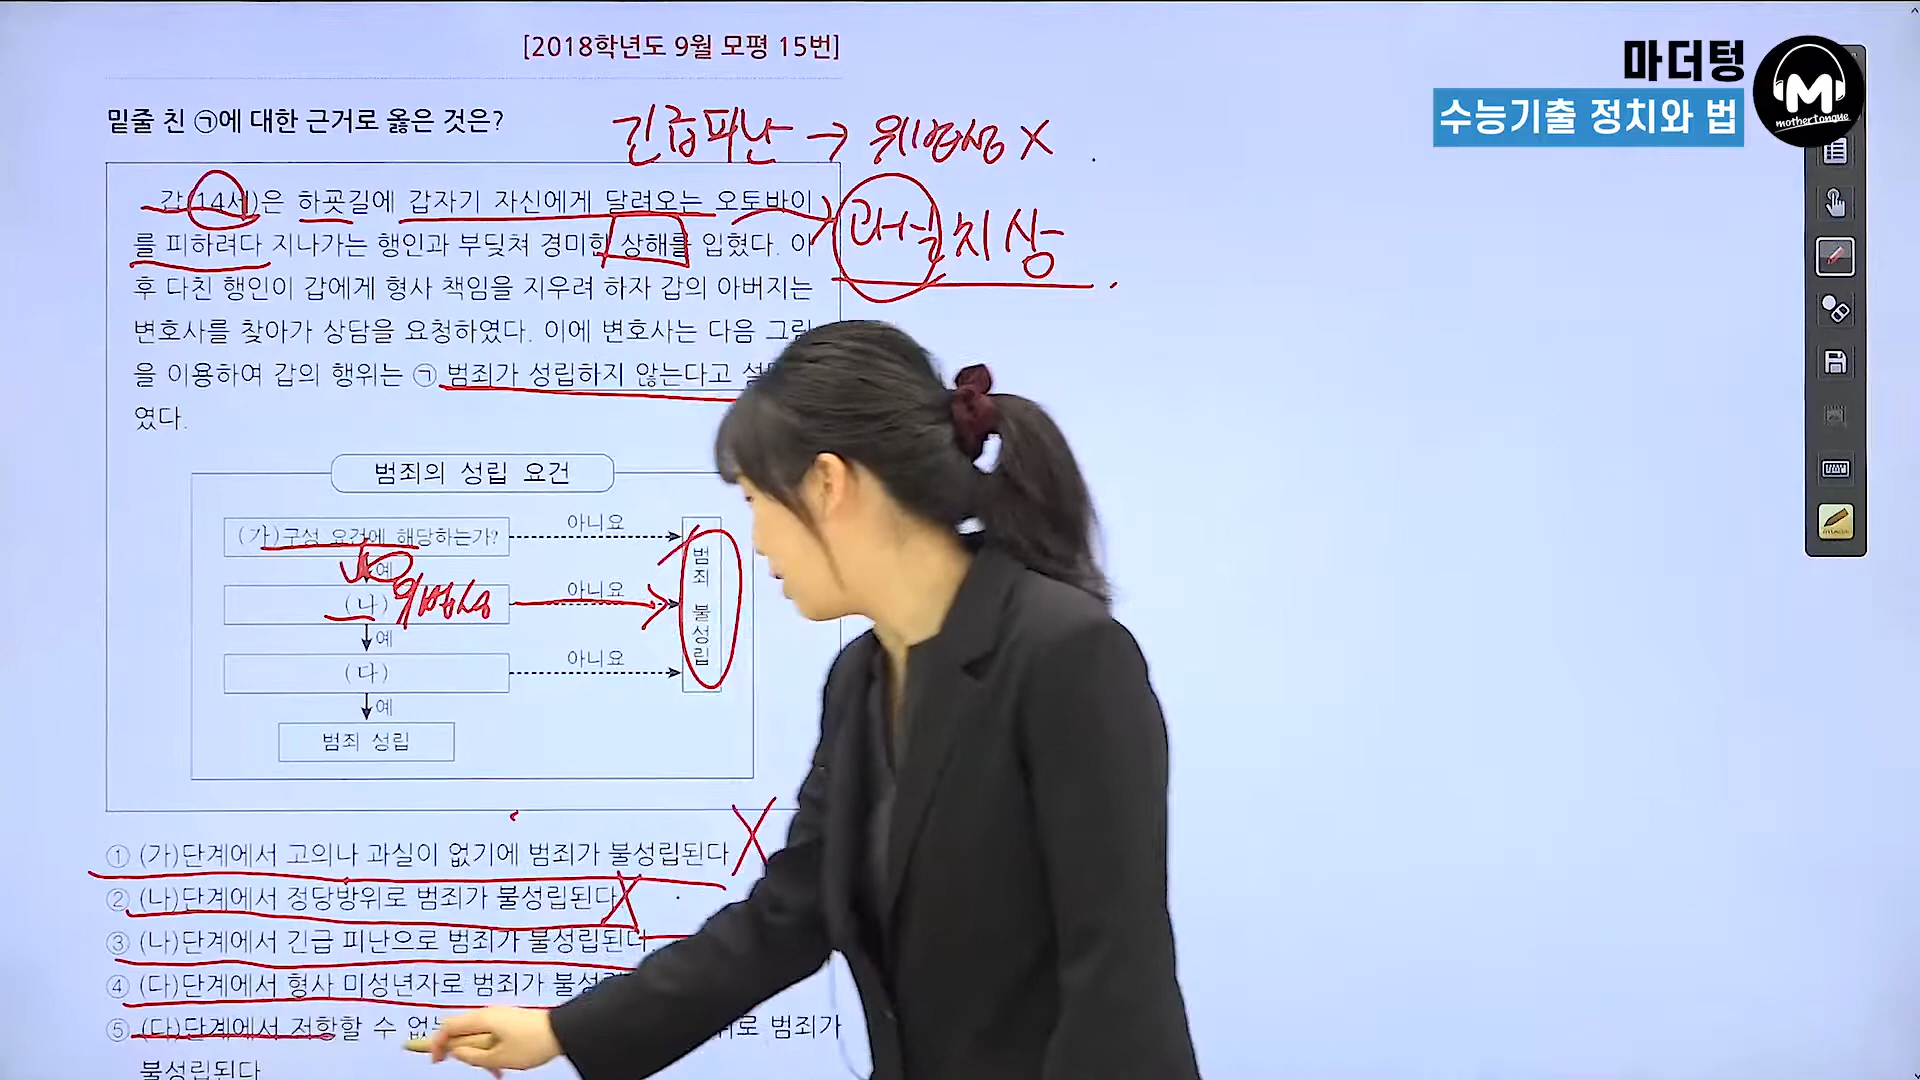 [2018학년도 9월 모평 15번]
마더텅
수능기출 정치와 법
M
mothertongue
밑줄 친 ㉠에 대한 근거로 옳은 것은?
긴급피난 → 위법성 X
갑(14세)은 하굣길에 갑자기 자신에게 달려오는 오토바이
를 피하려다 지나가는 행인과 부딪쳐 경미한 상해를 입혔다. 이
과실치상
후 다친 행인이 갑에게 형사 책임을 지우려 하자 갑의 아버지는
변호사를 찾아가 상담을 요청하였다. 이에 변호사는 다음 그림
을 이용하여 갑의 행위는 ㉠ 범죄가 성립하지 않는다고
였다.
범죄의 성립 요건
(가)구성 요건에 해당하는가?
아니요
예
(나) 위법성
아니요
예
(다)
아니요
예
범죄 성립
범죄 불성립
① (가)단계에서 고의나 과실이 없기에 범죄가 불성립된다 X
② (나)단계에서 정당방위로 범죄가 불성립된다. X
③ (나)단계에서 긴급 피난으로 범죄가 불성립된다.
④ (다)단계에서 형사 미성년자로 범죄가
⑤ (다)단계에서 저항할 수 범죄가
불성립된다